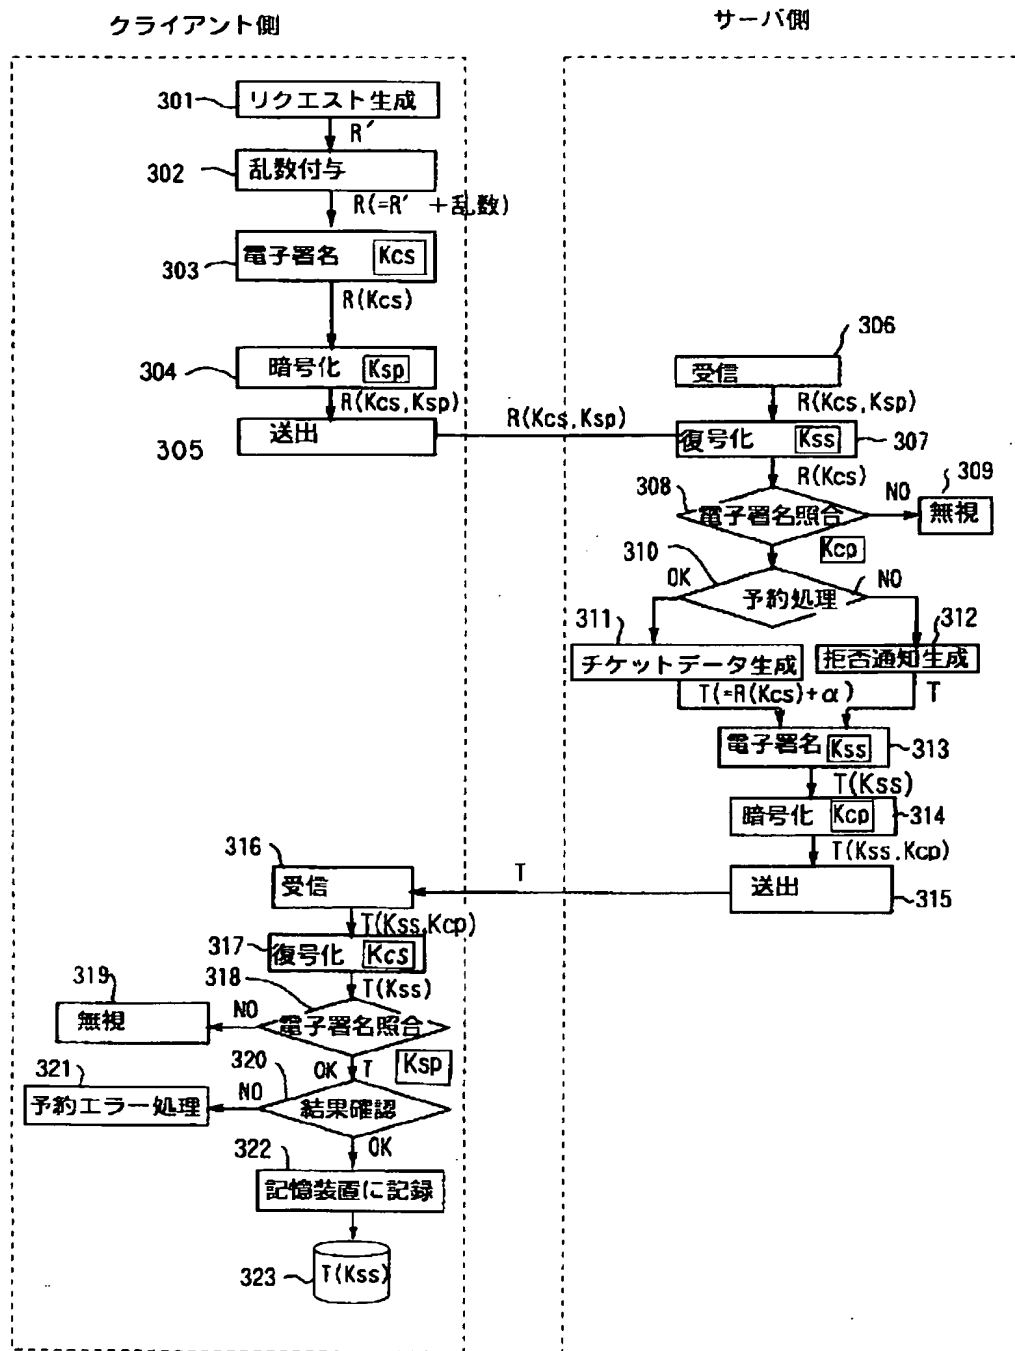 クライアント側
サーバ側
301
リクエスト生成
R′
302
乱数付与
R(=R′ +乱数)
303
電子署名 Kcs
R(Kcs)
304
暗号化 Ksp
R(Kcs,Ksp)
305
送出
R(Kcs,Ksp)
306
受信
R(Kcs,Ksp)
復号化 Kss
307
R(Kcs)
308
電子署名照合
NO
309
無視
Kcp
310
OK
予約処理
NO
311
チケットデータ生成
312
拒否通知生成
T(=R(Kcs)+α)
T
電子署名 Kss
313
T(Kss)
暗号化 Kcp
314
T(Kss,Kcp)
送出
315
T
316
受信
T(Kss,Kcp)
317
復号化 Kcs
T(Kss)
318
電子署名照合
NO
319
無視
Ksp
OK
T
320
結果確認
NO
321
予約エラー処理
OK
322
記憶装置に記録
323
T(Kss)